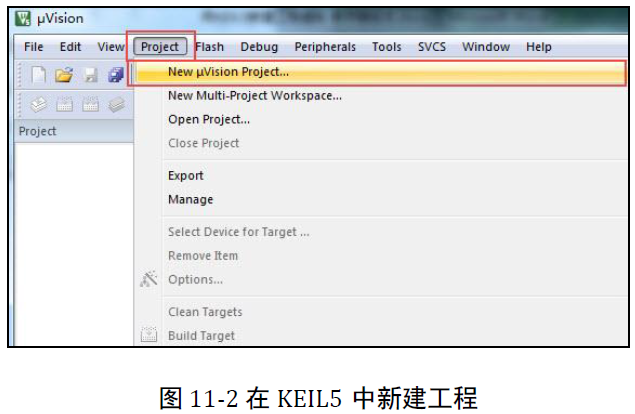 μVision
File Edit View Project Flash Debug Peripherals Tools SVCS Window Help
New μVision Project...
New Multi-Project Workspace...
Open Project...
Project
Close Project
Export
Manage
Select Device for Target ...
Remove Item
Options...
Clean Targets
Build Target
图 11-2 在 KEIL5 中新建工程